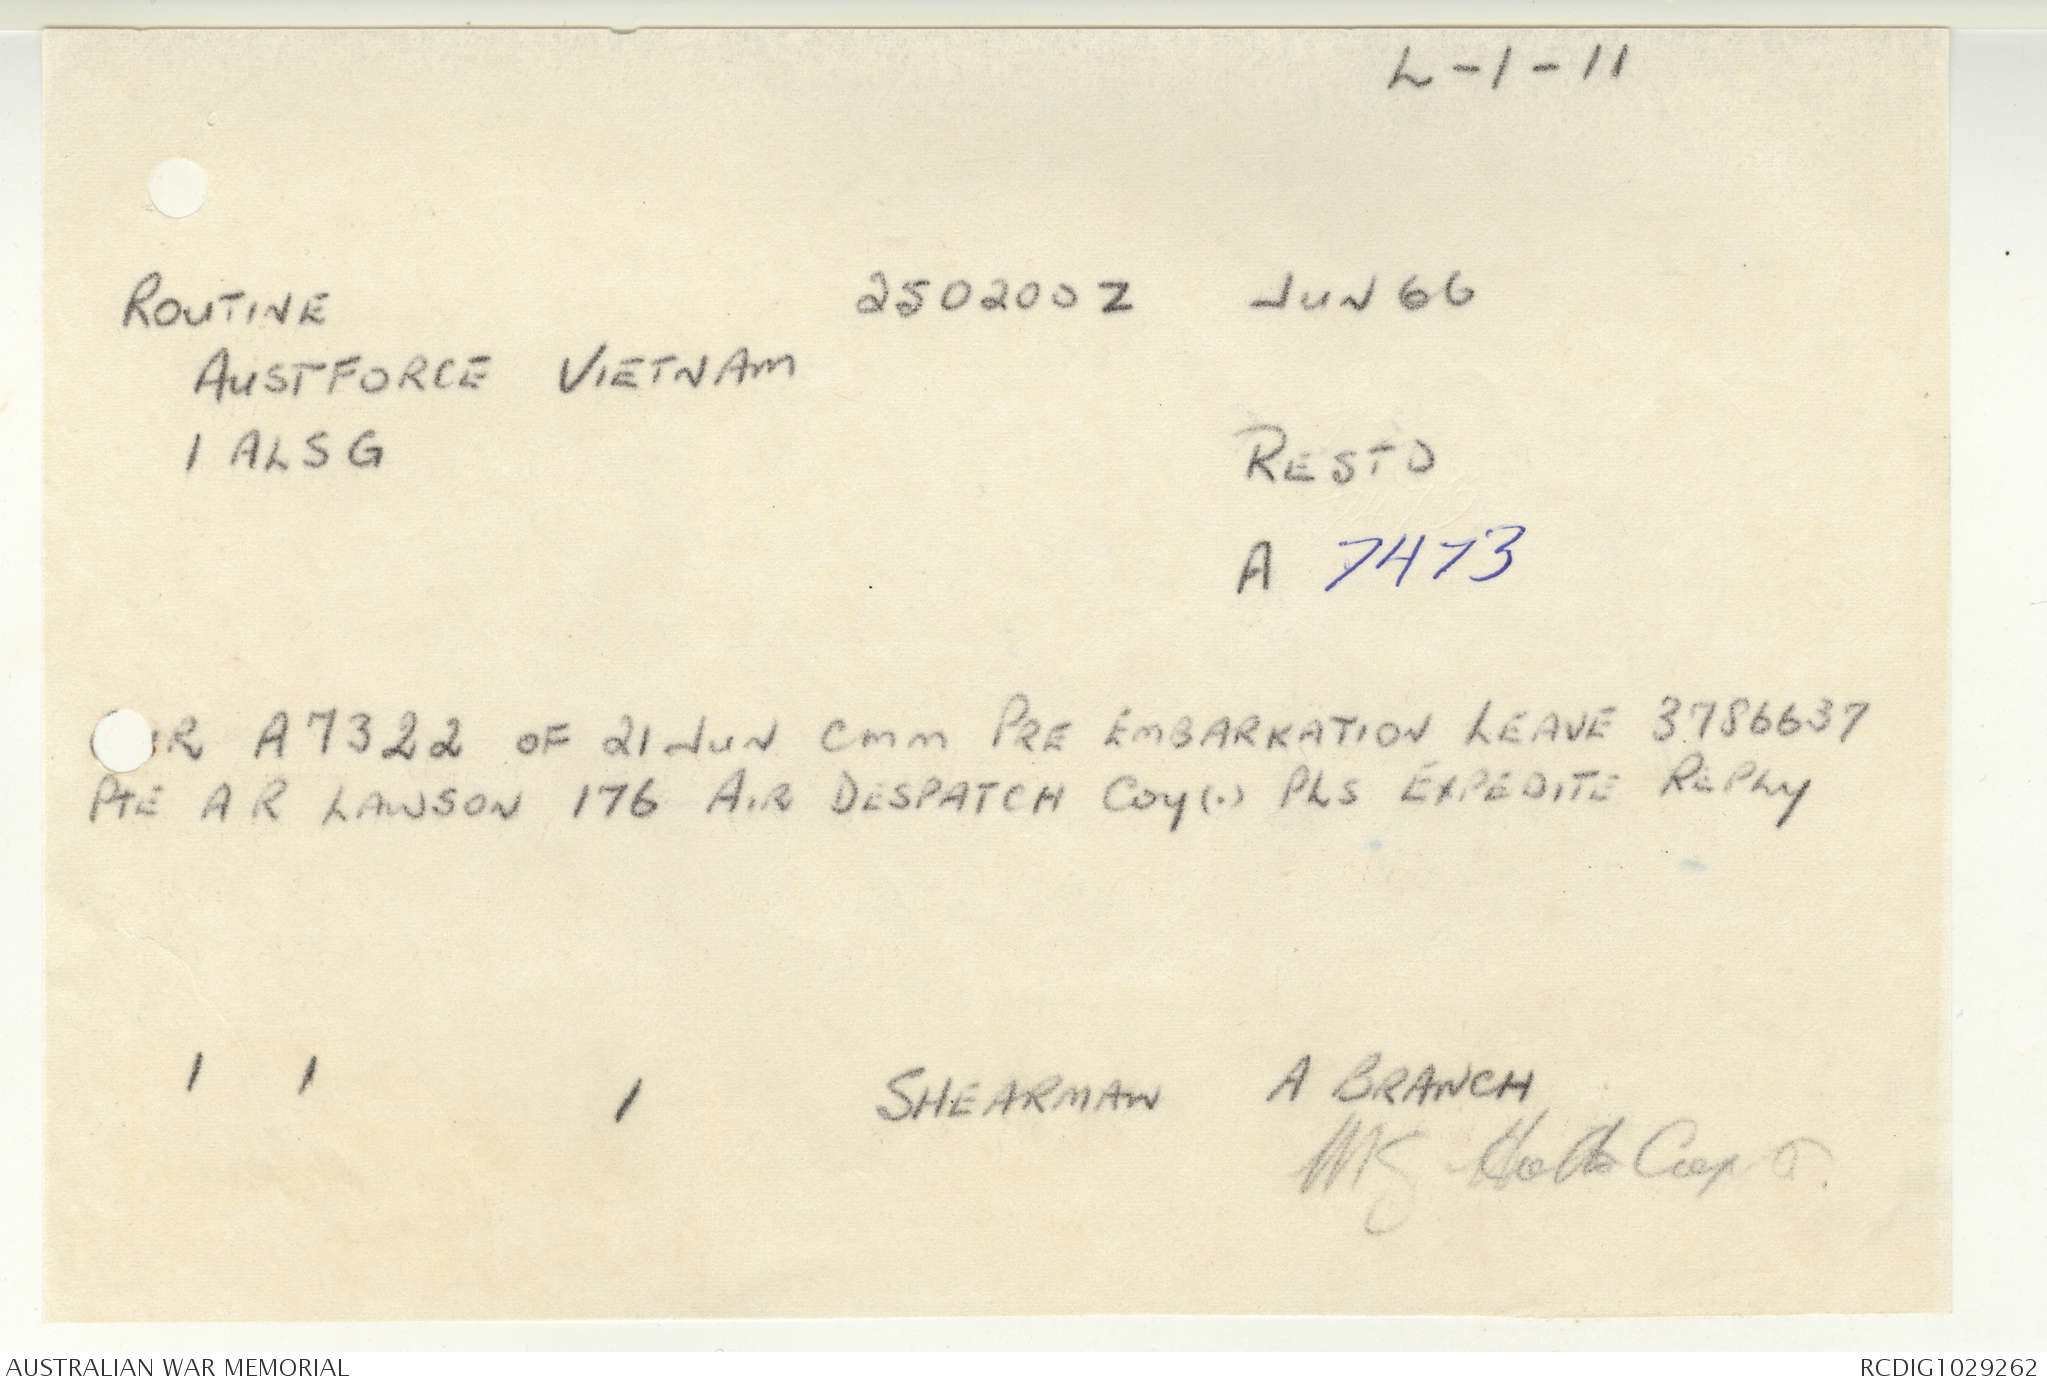 L-1-11
ROUTINE 250200Z JUN 66
AUSTFORCE VIETNAM
1 ALSG
RESTD
A 7473
A7322 OF 21 JUN CMM PRE EMBARKATION LEAVE 3786637
PTE A R LAWSON 176 AIR DESPATCH COY(.) PLS EXPEDITE REPLY
1 1 1 SHEARMAN A BRANCH
AUSTRALIAN WAR MEMORIAL
RCDIG1029262